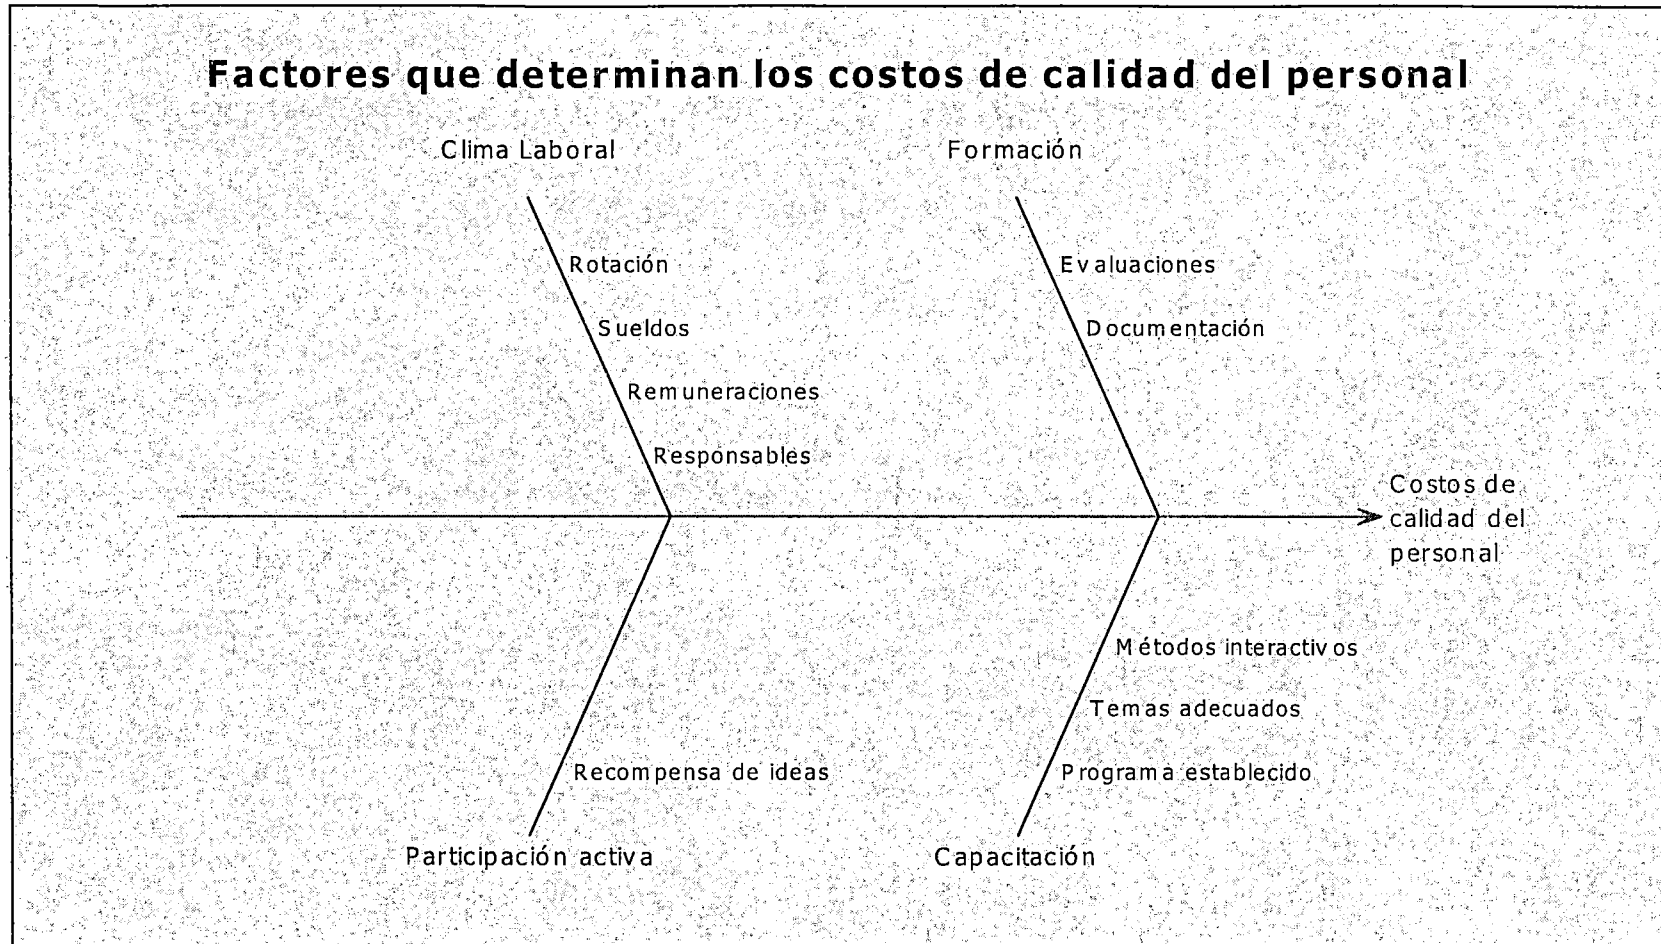 Factores que determinan los costos de calidad del personal
Clima Laboral
Formación
Rotación
Evaluaciones
Sueldos
Documentación
Remuneraciones
Responsables
Costos de
calidad del
personal
Métodos interactivos
Temas adecuados
Recompensa de ideas
Programa establecido
Participación activa
Capacitación